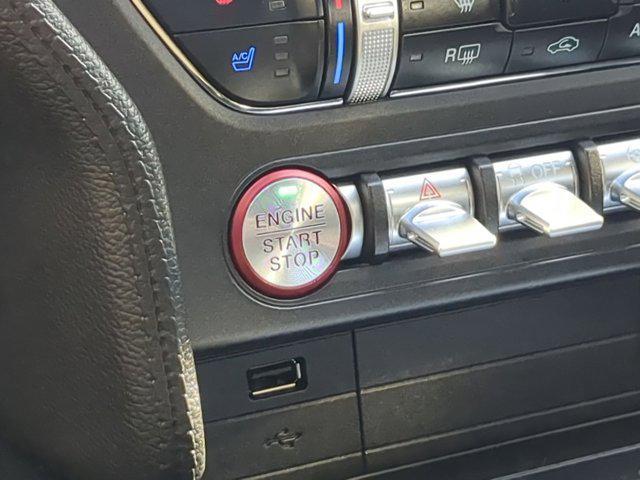 A/C
R
A
ENGINE
START
STOP
OFF